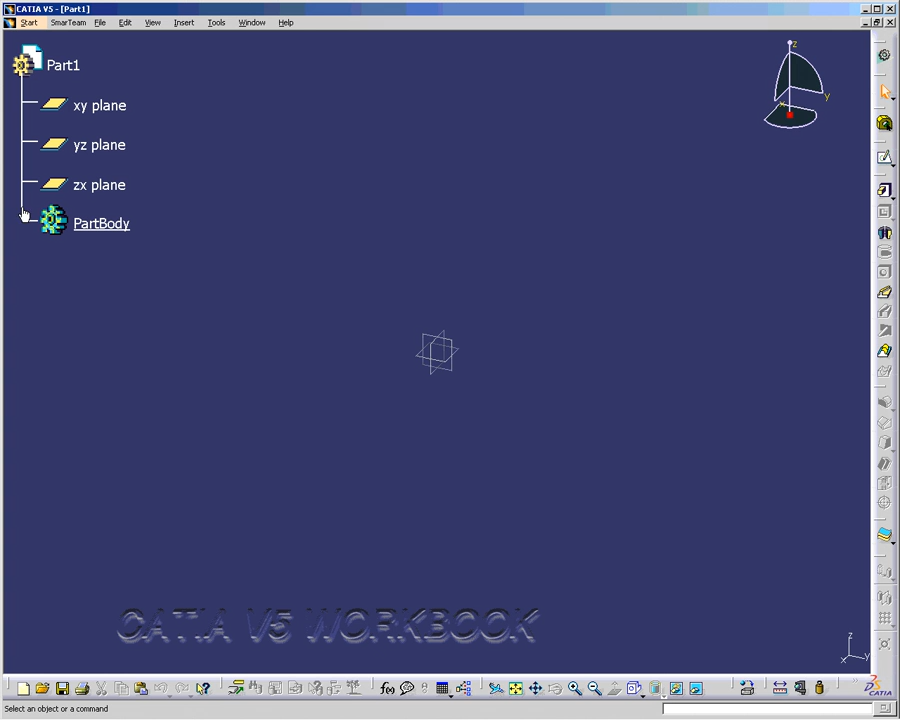 CATIA V5 - [Part1]
Start SmarTeam File Edit View Insert Tools Window Help
Part1
xy plane
yz plane
zx plane
PartBody
z
y
x
CATIA V5 WORKBOOK
z
x y
f(x)
CATIA
Select an object or a command